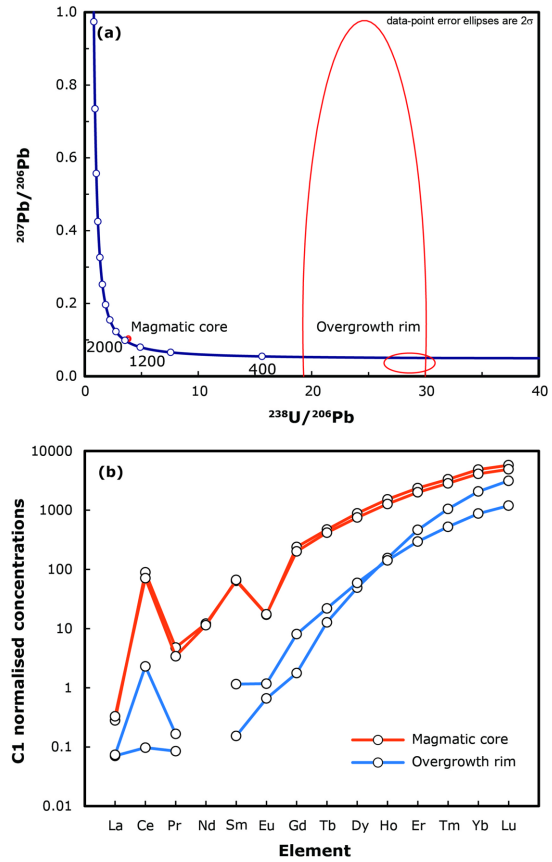 (a)
data-point error ellipses are 2σ
1.0
0.8
0.6
0.4
0.2
0.0
²⁰⁷Pb/²⁰⁶Pb
Magmatic core
Overgrowth rim
2000
1200
400
0
10
20
30
40
²³⁸U/²⁰⁶Pb
(b)
10000
1000
100
10
1
0.1
0.01
C1 normalised concentrations
Magmatic core
Overgrowth rim
La Ce Pr Nd Sm Eu Gd Tb Dy Ho Er Tm Yb Lu
Element